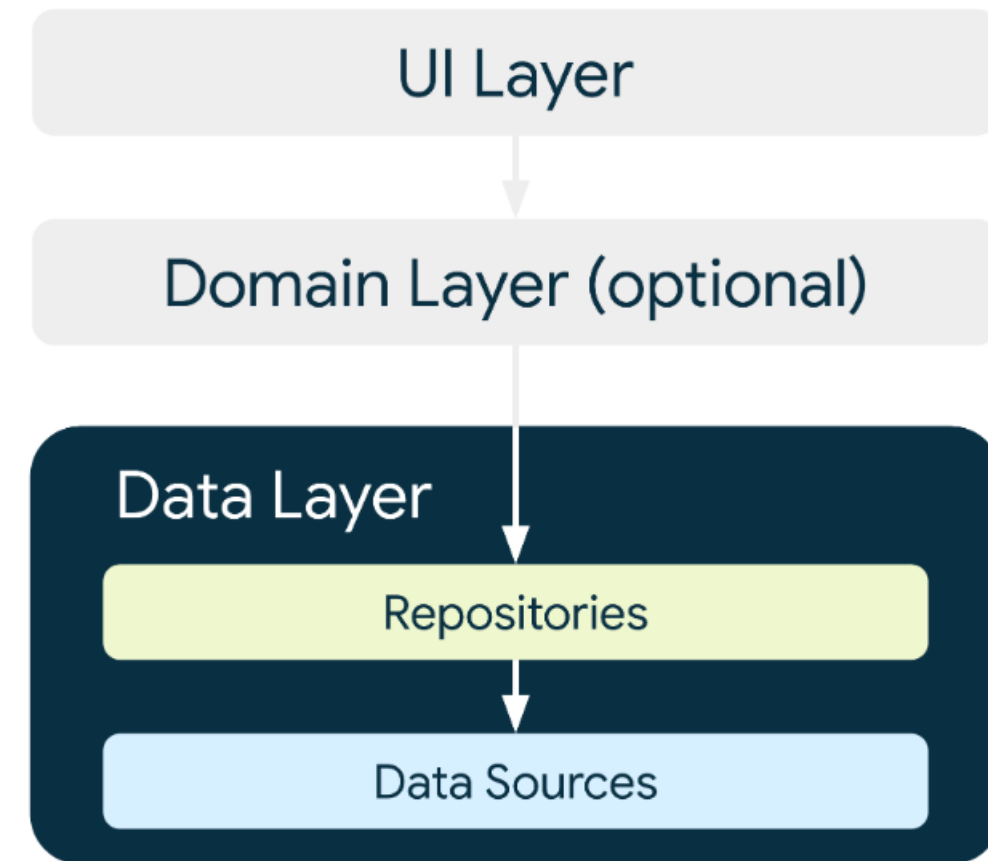 UI Layer
Domain Layer (optional)
Data Layer
Repositories
Data Sources